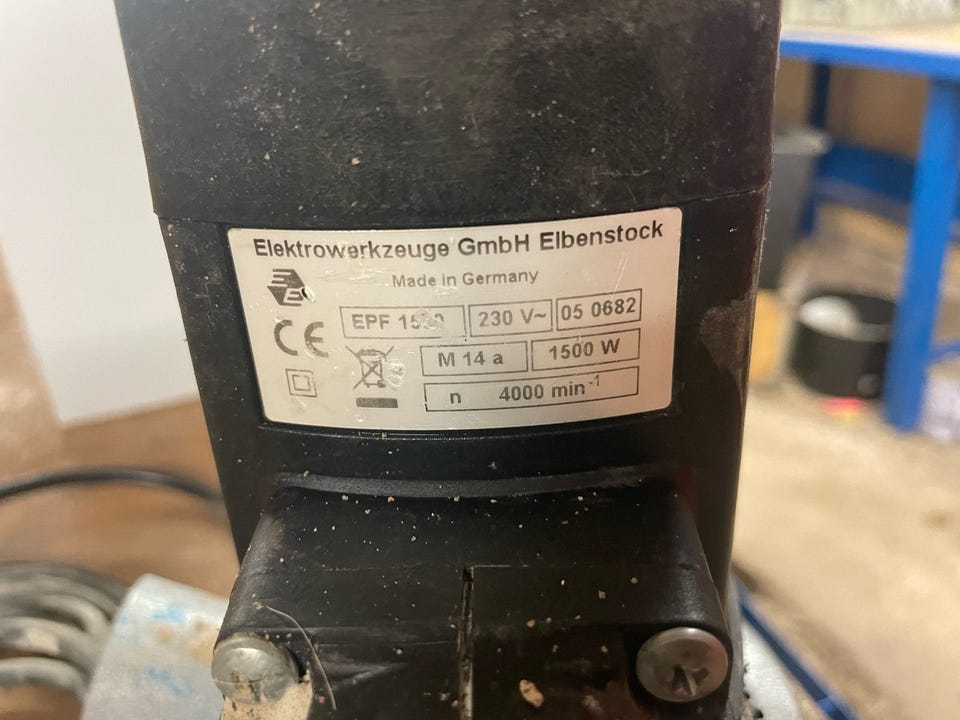 Elektrowerkzeuge GmbH Elbenstock
Made in Germany
EPF 230 V~ 05 0682
CE M 14 a 1500 W
n 4000 min⁻¹